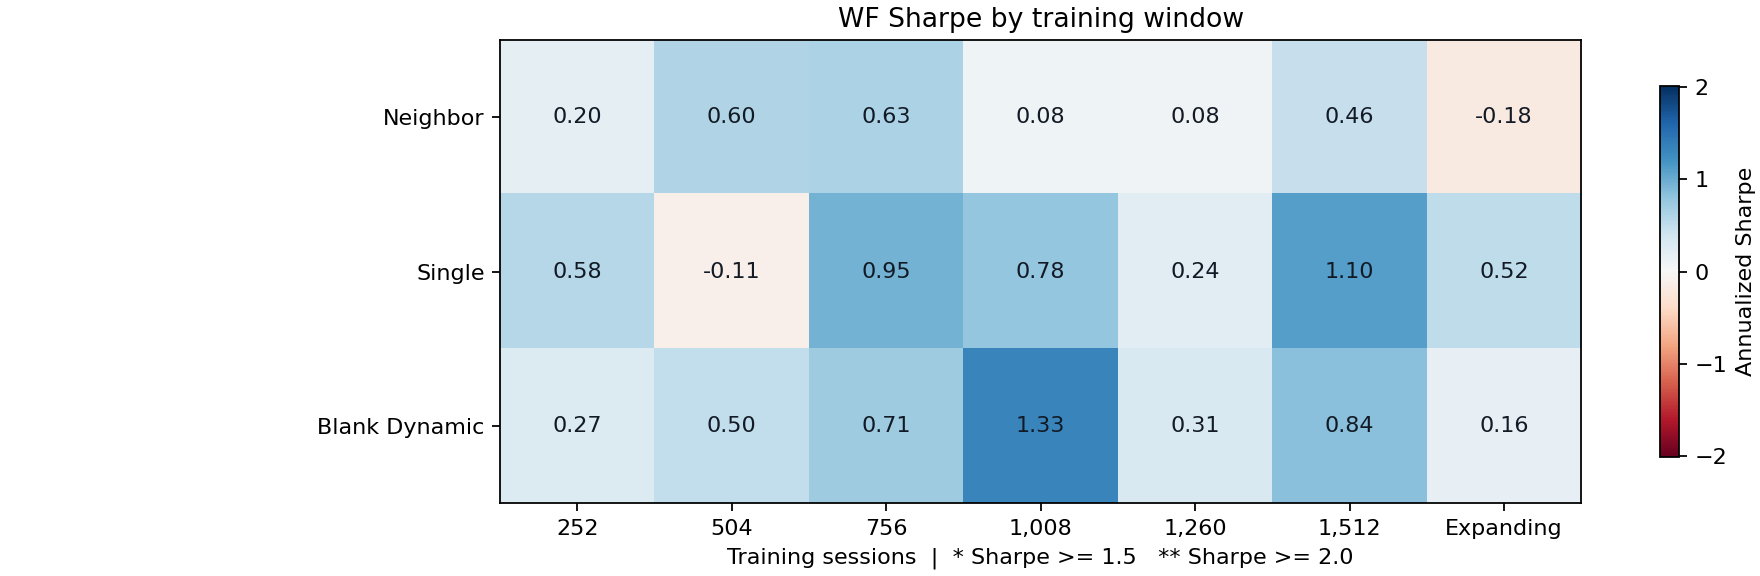 WF Sharpe by training window
Neighbor 0.20 0.60 0.63 0.08 0.08 0.46 -0.18
Single 0.58 -0.11 0.95 0.78 0.24 1.10 0.52
Blank Dynamic 0.27 0.50 0.71 1.33 0.31 0.84 0.16
252 504 756 1,008 1,260 1,512 Expanding
Training sessions | * Sharpe >= 1.5 ** Sharpe >= 2.0
2
1
0
−1
−2
Annualized Sharpe